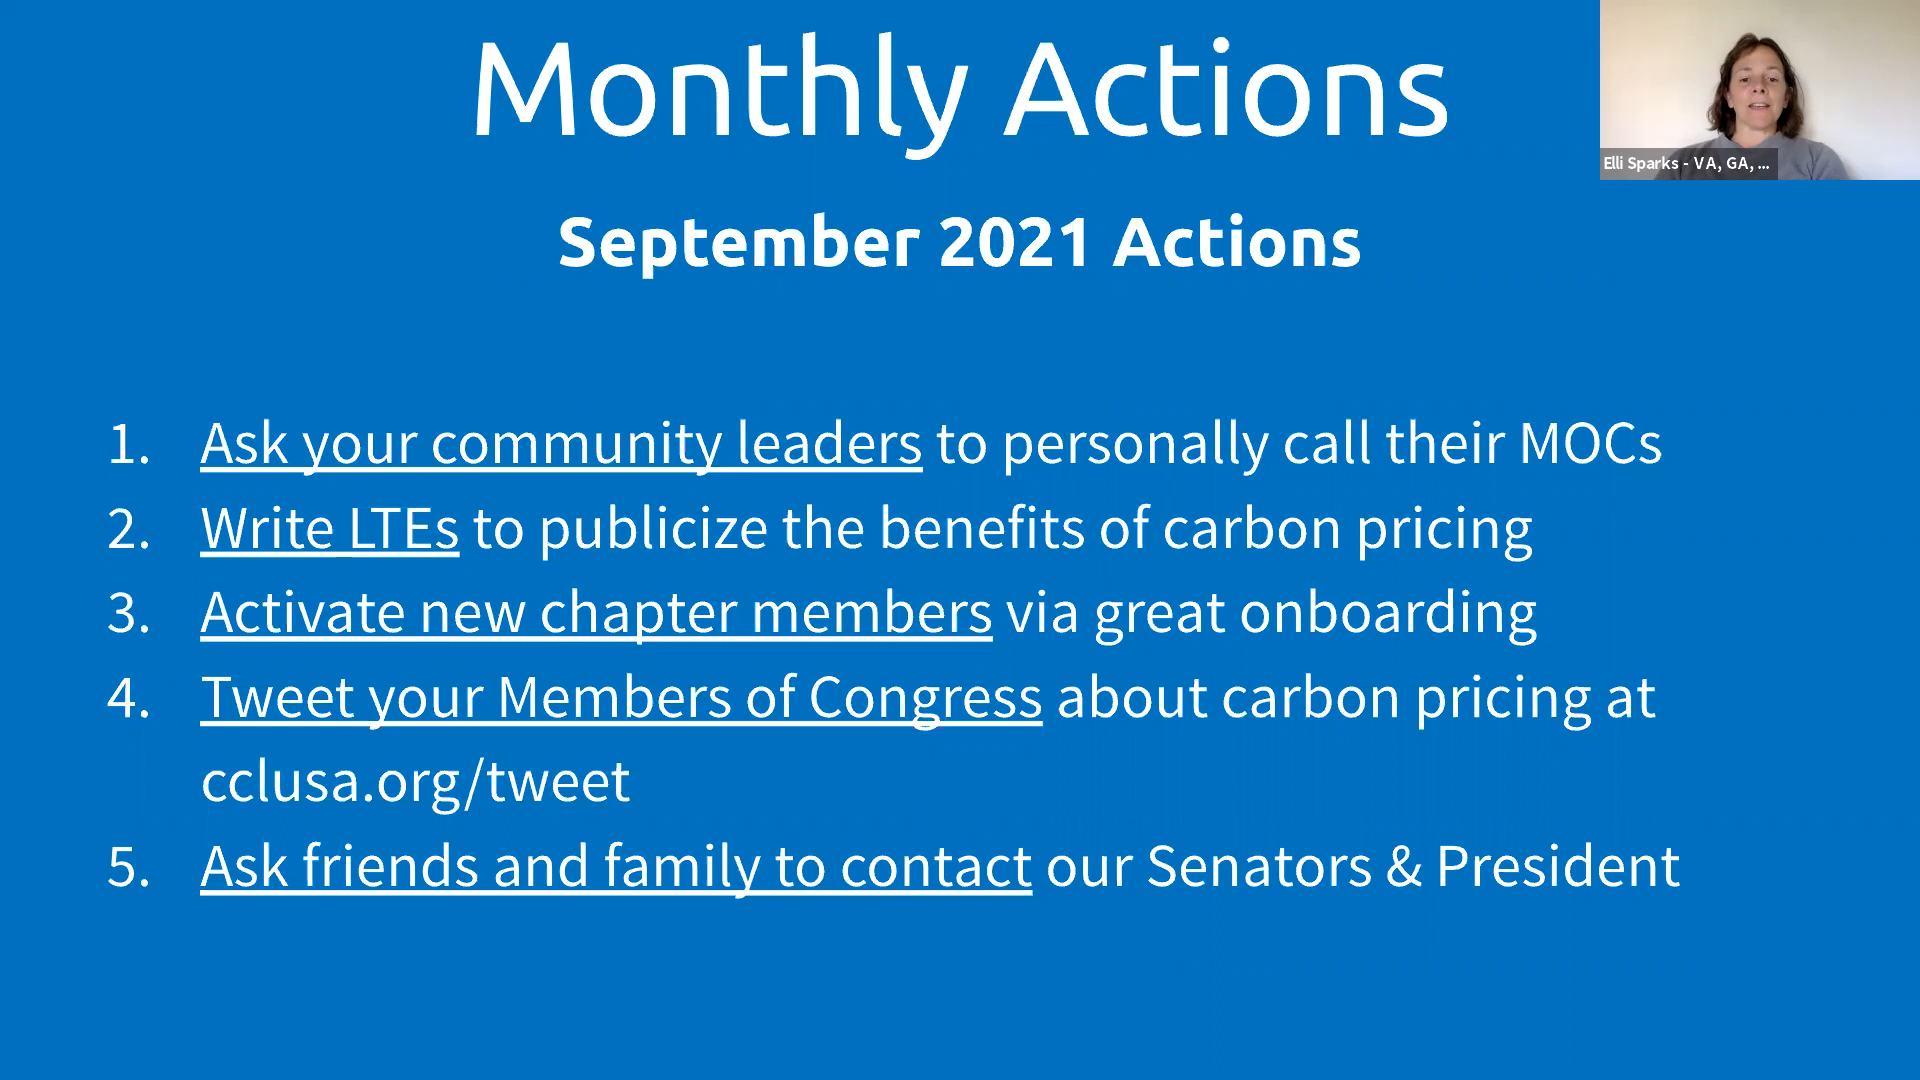 Monthly Actions
Elli Sparks - VA, GA, ...
September 2021 Actions
1. Ask your community leaders to personally call their MOCs
2. Write LTEs to publicize the benefits of carbon pricing
3. Activate new chapter members via great onboarding
4. Tweet your Members of Congress about carbon pricing at
cclusa.org/tweet
5. Ask friends and family to contact our Senators & President